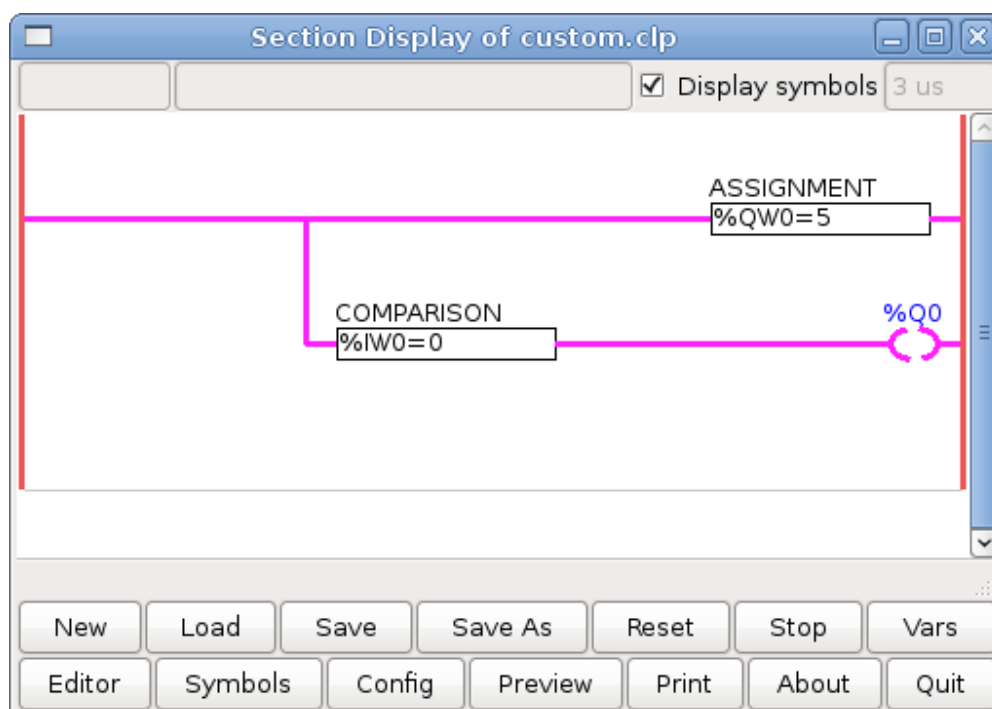 Section Display of custom.clp
Display symbols 3 us
ASSIGNMENT
%QW0=5
COMPARISON %Q0
%IW0=0
New Load Save Save As Reset Stop Vars
Editor Symbols Config Preview Print About Quit